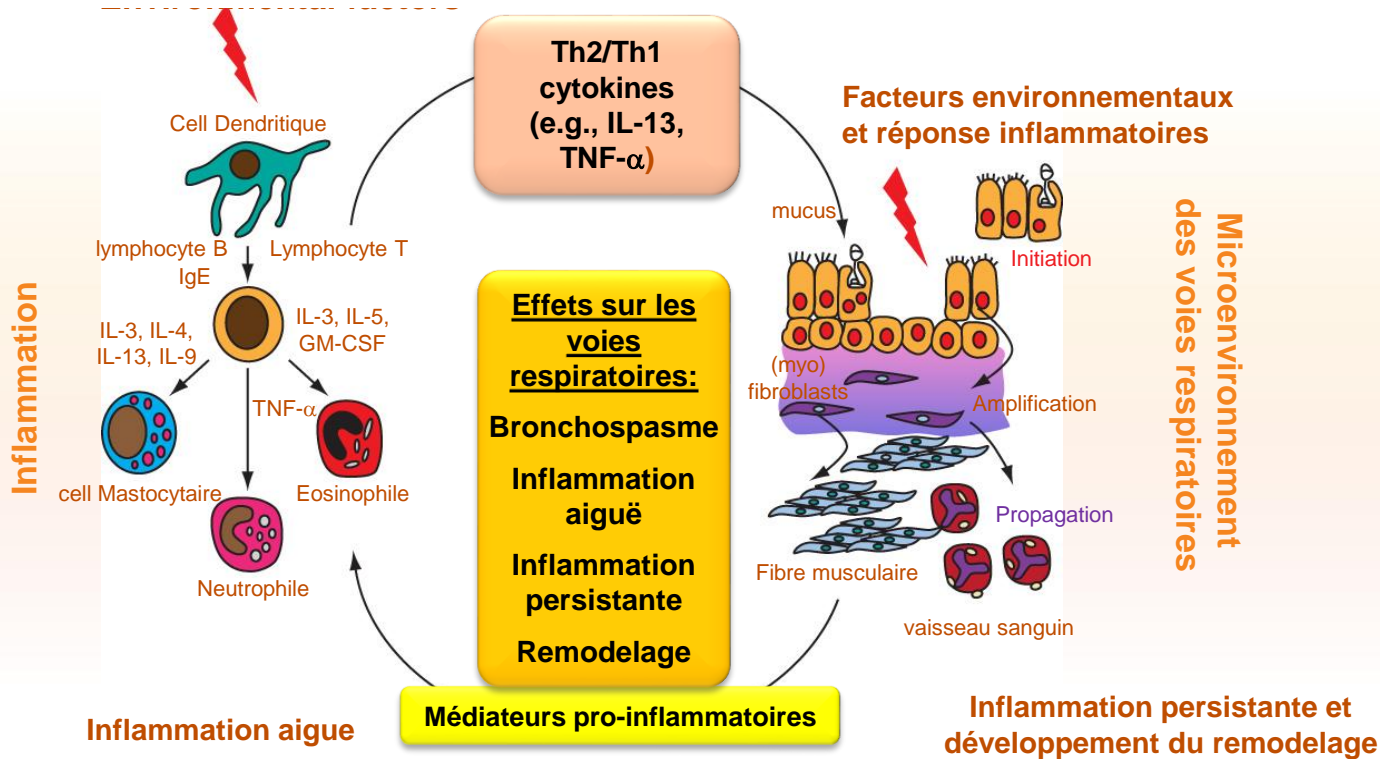 Th2/Th1
cytokines
(e.g., IL-13,
TNF-α)
Cell Dendritique
lymphocyte B
IgE
Lymphocyte T
IL-3, IL-4,
IL-13, IL-9
IL-3, IL-5,
GM-CSF
TNF-α
cell Mastocytaire
Eosinophile
Neutrophile
Inflammation
Inflammation aigue
Effets sur les
voies
respiratoires:
Bronchospasme
Inflammation
aiguë
Inflammation
persistante
Remodelage
Médiateurs pro-inflammatoires
Facteurs environnementaux
et réponse inflammatoires
mucus
Initiation
(myo)
fibroblasts
Amplification
Propagation
Fibre musculaire
vaisseau sanguin
Microenvironnement
des voies respiratoires
Inflammation persistante et
développement du remodelage